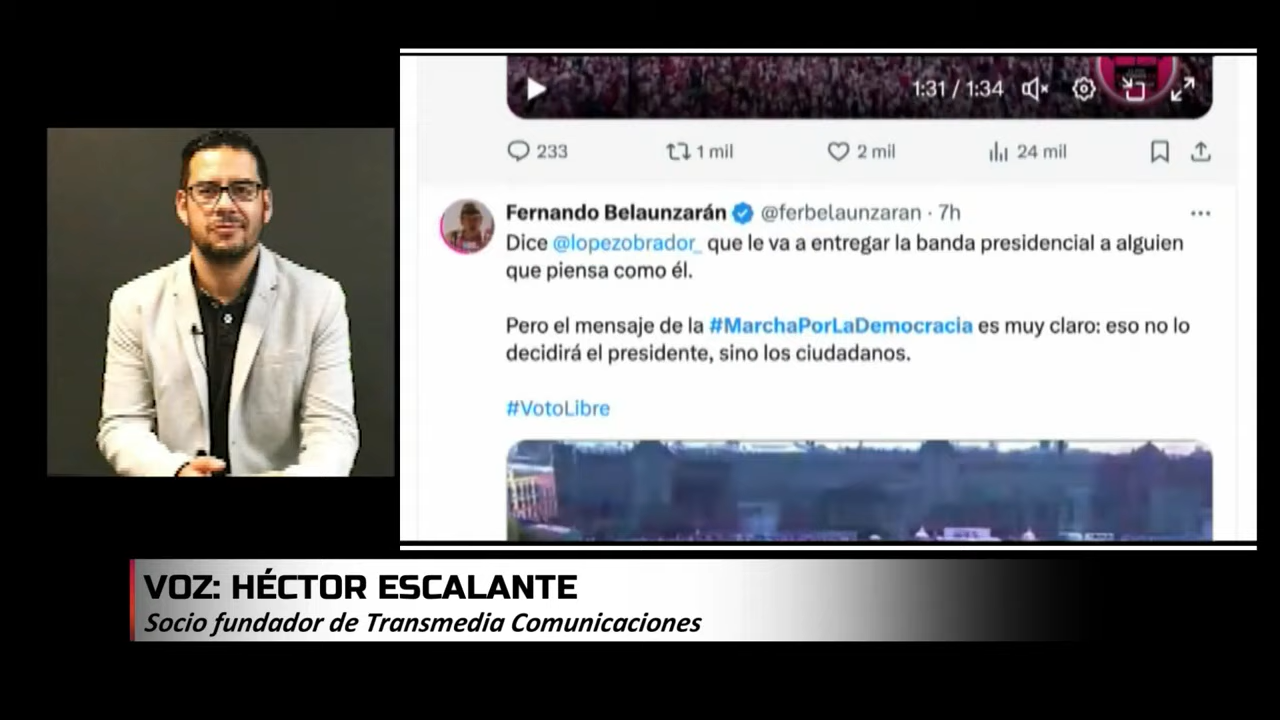 1:31 / 1:34
233
1 mil
2 mil
24 mil
Fernando Belaunzarán @ferbelaunzaran · 7h
Dice @lopezobrador_ que le va a entregar la banda presidencial a alguien
que piensa como él.
Pero el mensaje de la #MarchaPorLaDemocracia es muy claro: eso no lo
decidirá el presidente, sino los ciudadanos.
#VotoLibre
VOZ: HÉCTOR ESCALANTE
Socio fundador de Transmedia Comunicaciones